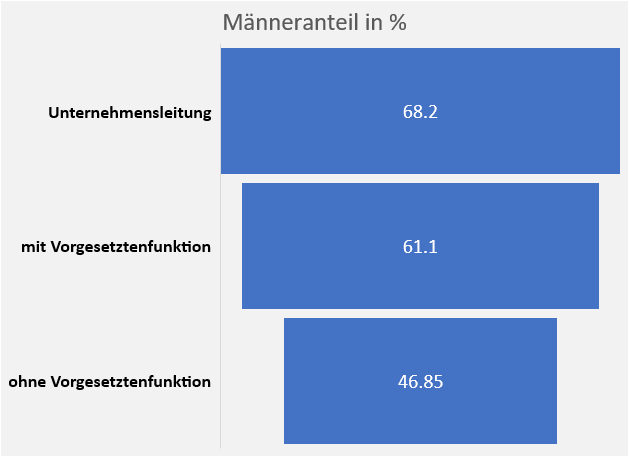 Männeranteil in %
Unternehmensleitung
68.2
mit Vorgesetztenfunktion
61.1
ohne Vorgesetztenfunktion
46.85